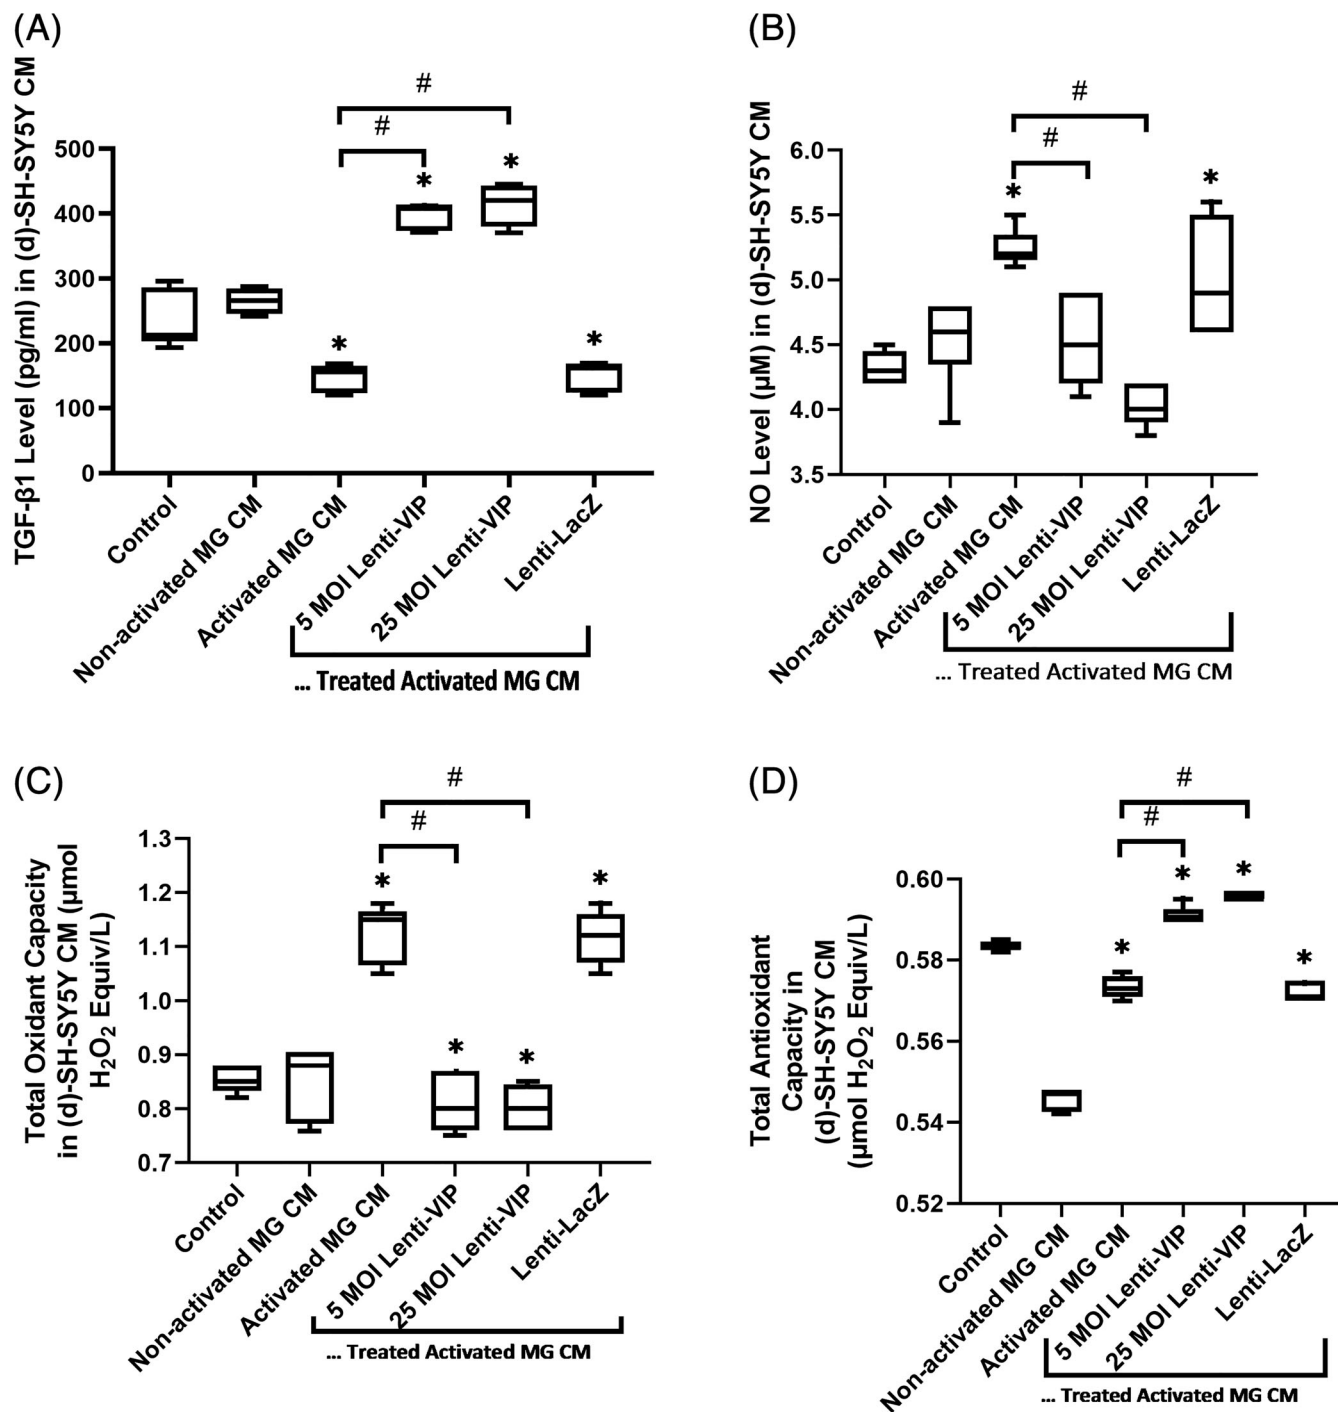 (A)
TGF-β1 Level (pg/ml) in (d)-SH-SY5Y CM
#
#
* * * *
500
400
300
200
100
0
Control
Non-activated MG CM
Activated MG CM
5 MOI Lenti-VIP
25 MOI Lenti-VIP
Lenti-LacZ
... Treated Activated MG CM
(B)
NO Level (μM) in (d)-SH-SY5Y CM
#
#
* *
6.0
5.5
5.0
4.5
4.0
3.5
Control
Non-activated MG CM
Activated MG CM
5 MOI Lenti-VIP
25 MOI Lenti-VIP
Lenti-LacZ
... Treated Activated MG CM
(C)
Total Oxidant Capacity
in (d)-SH-SY5Y CM (μmol
H₂O₂ Equiv/L)
#
#
* * * *
1.3
1.2
1.1
1.0
0.9
0.8
0.7
Control
Non-activated MG CM
Activated MG CM
5 MOI Lenti-VIP
25 MOI Lenti-VIP
Lenti-LacZ
... Treated Activated MG CM
(D)
Total Antioxidant
Capacity in
(d)-SH-SY5Y CM
(μmol H₂O₂ Equiv/L)
#
#
* * * *
0.60
0.58
0.56
0.54
0.52
Control
Non-activated MG CM
Activated MG CM
5 MOI Lenti-VIP
25 MOI Lenti-VIP
Lenti-LacZ
... Treated Activated MG CM